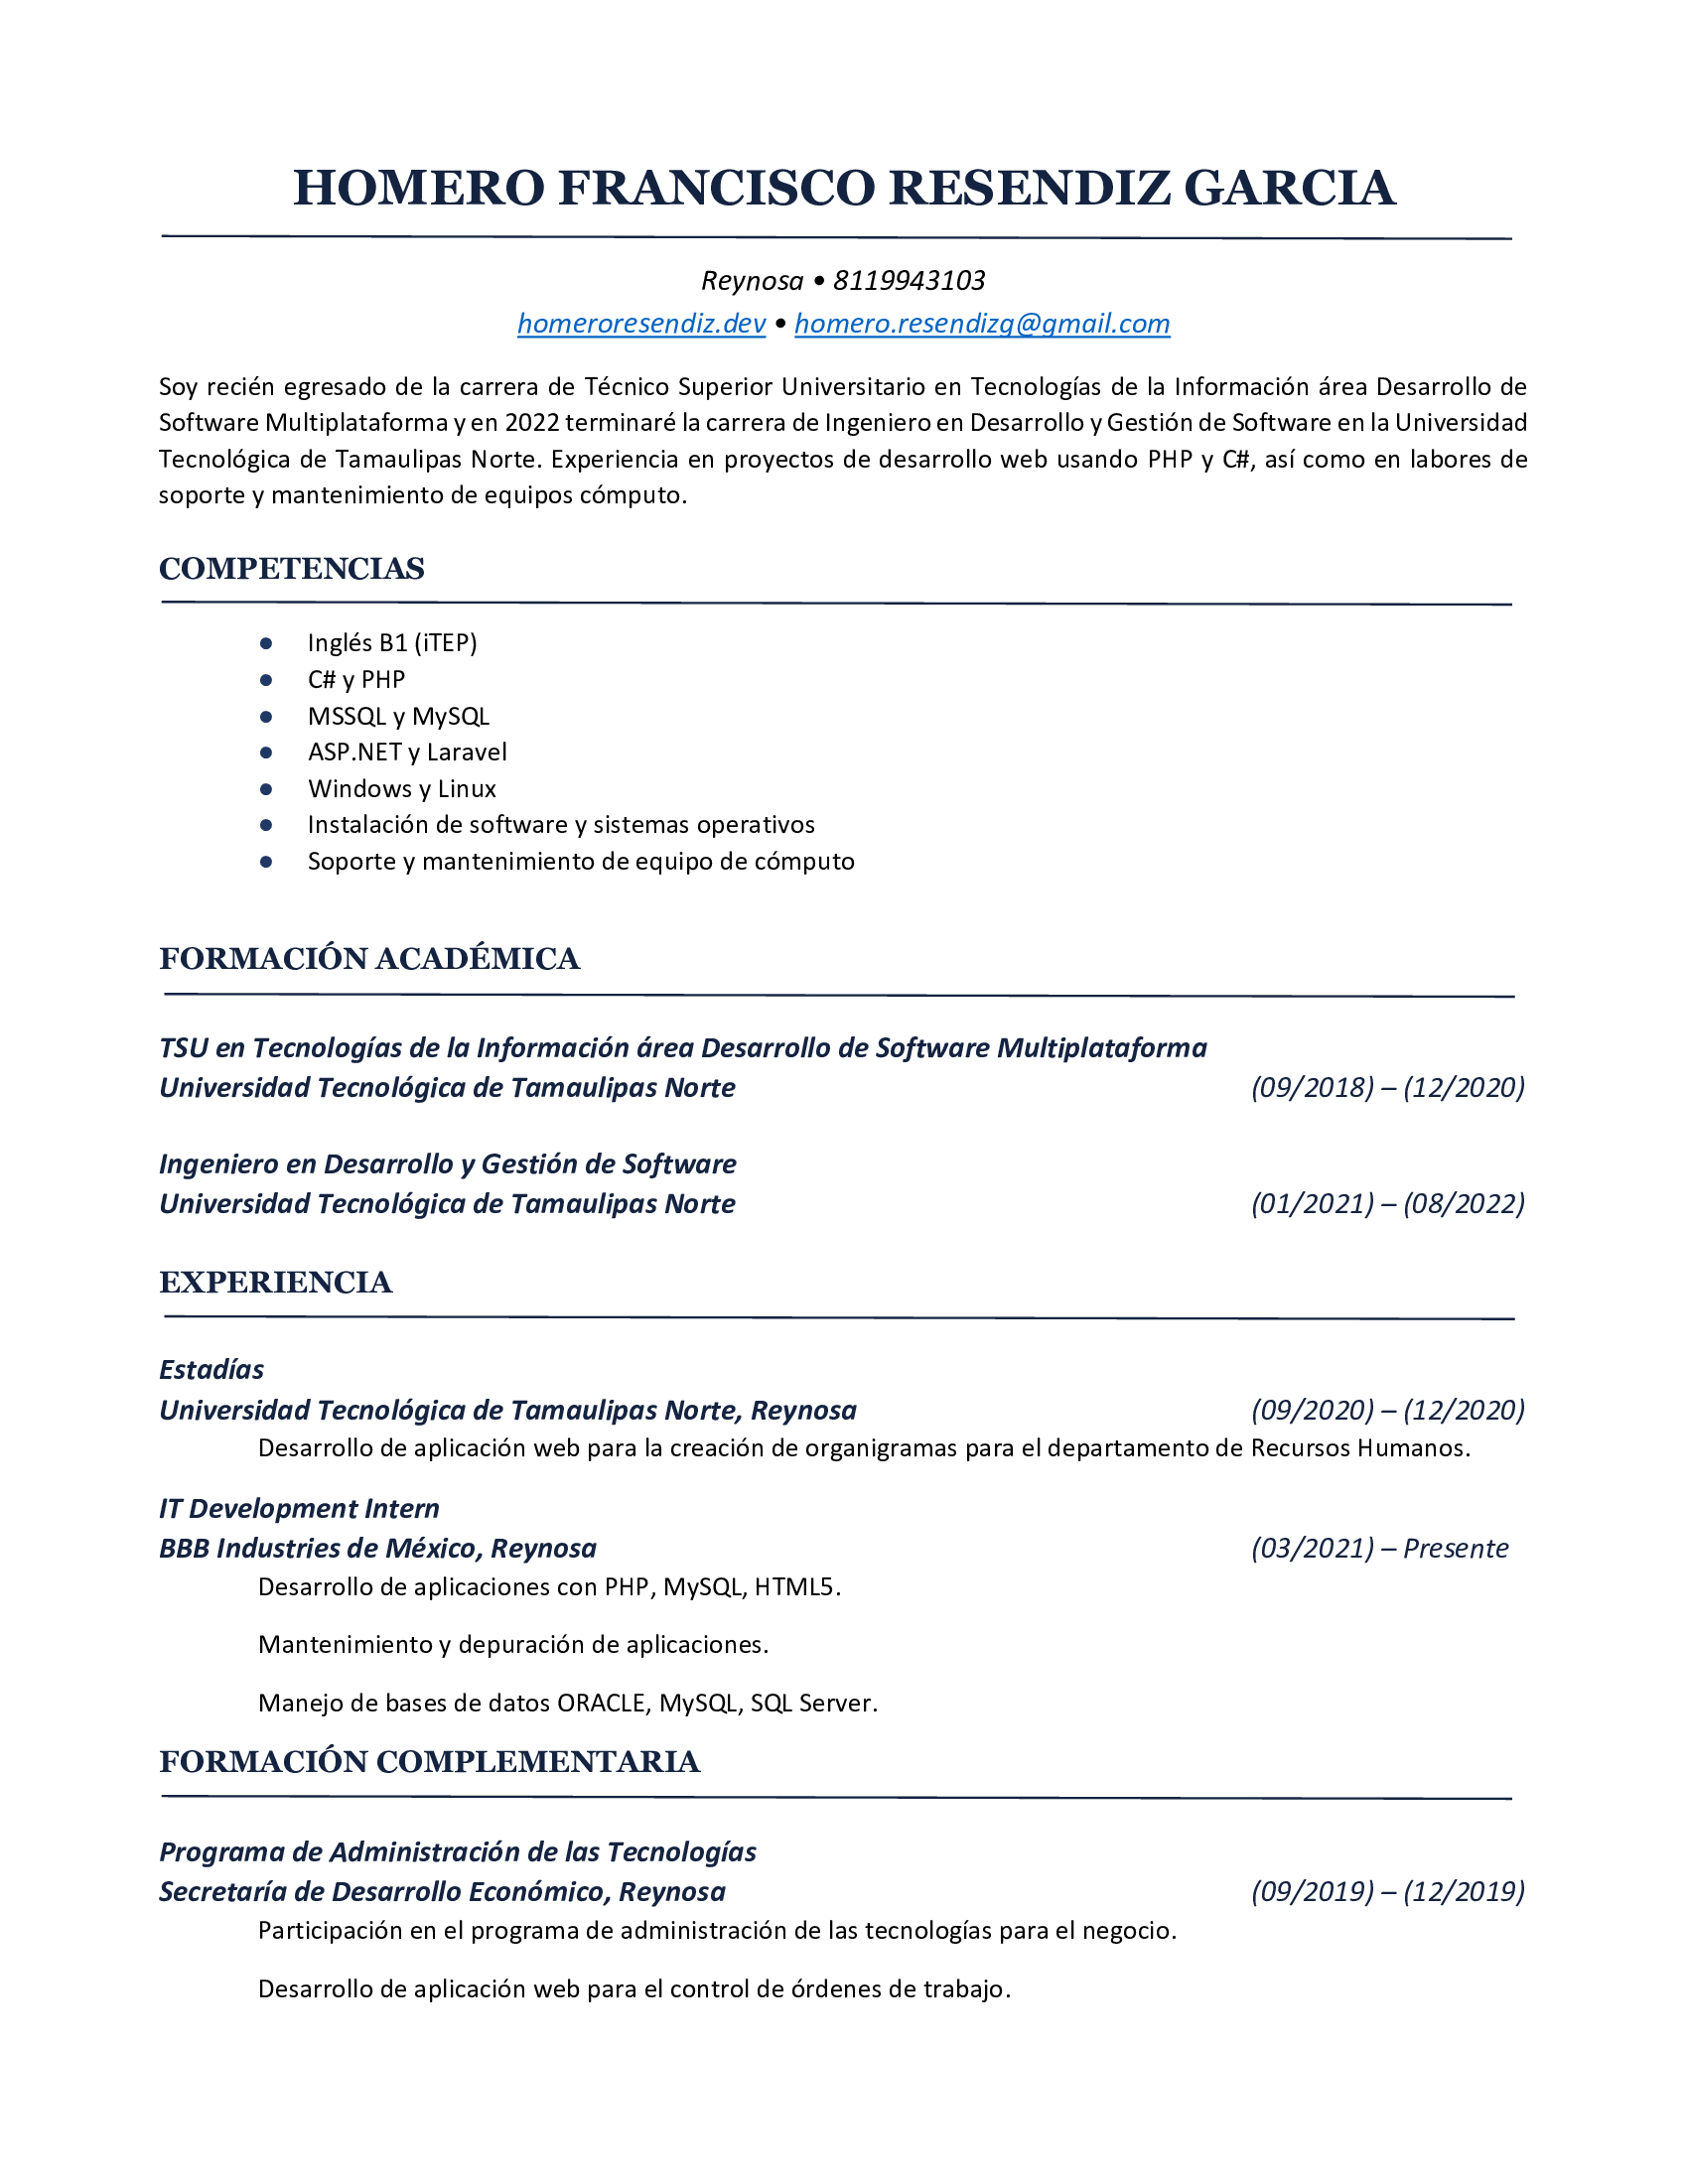 HOMERO FRANCISCO RESENDIZ GARCIA
Reynosa • 8119943103
homeroresendiz.dev • homero.resendizg@gmail.com
Soy recién egresado de la carrera de Técnico Superior Universitario en Tecnologías de la Información área Desarrollo de
Software Multiplataforma y en 2022 terminaré la carrera de Ingeniero en Desarrollo y Gestión de Software en la Universidad
Tecnológica de Tamaulipas Norte. Experiencia en proyectos de desarrollo web usando PHP y C#, así como en labores de
soporte y mantenimiento de equipos cómputo.
COMPETENCIAS
● Inglés B1 (iTEP)
● C# y PHP
● MSSQL y MySQL
● ASP.NET y Laravel
● Windows y Linux
● Instalación de software y sistemas operativos
● Soporte y mantenimiento de equipo de cómputo
FORMACIÓN ACADÉMICA
TSU en Tecnologías de la Información área Desarrollo de Software Multiplataforma
Universidad Tecnológica de Tamaulipas Norte (09/2018) – (12/2020)
Ingeniero en Desarrollo y Gestión de Software
Universidad Tecnológica de Tamaulipas Norte (01/2021) – (08/2022)
EXPERIENCIA
Estadías
Universidad Tecnológica de Tamaulipas Norte, Reynosa (09/2020) – (12/2020)
Desarrollo de aplicación web para la creación de organigramas para el departamento de Recursos Humanos.
IT Development Intern
BBB Industries de México, Reynosa (03/2021) – Presente
Desarrollo de aplicaciones con PHP, MySQL, HTML5.
Mantenimiento y depuración de aplicaciones.
Manejo de bases de datos ORACLE, MySQL, SQL Server.
FORMACIÓN COMPLEMENTARIA
Programa de Administración de las Tecnologías
Secretaría de Desarrollo Económico, Reynosa (09/2019) – (12/2019)
Participación en el programa de administración de las tecnologías para el negocio.
Desarrollo de aplicación web para el control de órdenes de trabajo.